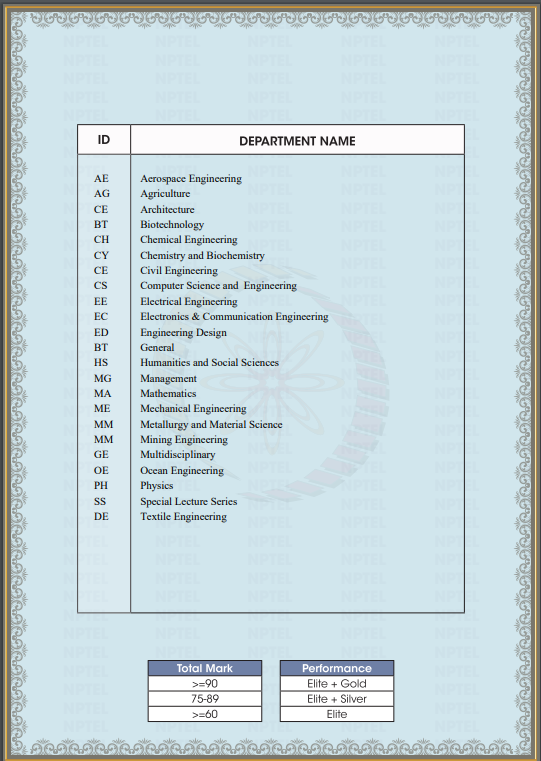 ID DEPARTMENT NAME
AE Aerospace Engineering
AG Agriculture
CE Architecture
BT Biotechnology
CH Chemical Engineering
CY Chemistry and Biochemistry
CE Civil Engineering
CS Computer Science and Engineering
EE Electrical Engineering
EC Electronics & Communication Engineering
ED Engineering Design
BT General
HS Humanities and Social Sciences
MG Management
MA Mathematics
ME Mechanical Engineering
MM Metallurgy and Material Science
MM Mining Engineering
GE Multidisciplinary
OE Ocean Engineering
PH Physics
SS Special Lecture Series
DE Textile Engineering
Total Mark Performance
>=90 Elite + Gold
75-89 Elite + Silver
>=60 Elite